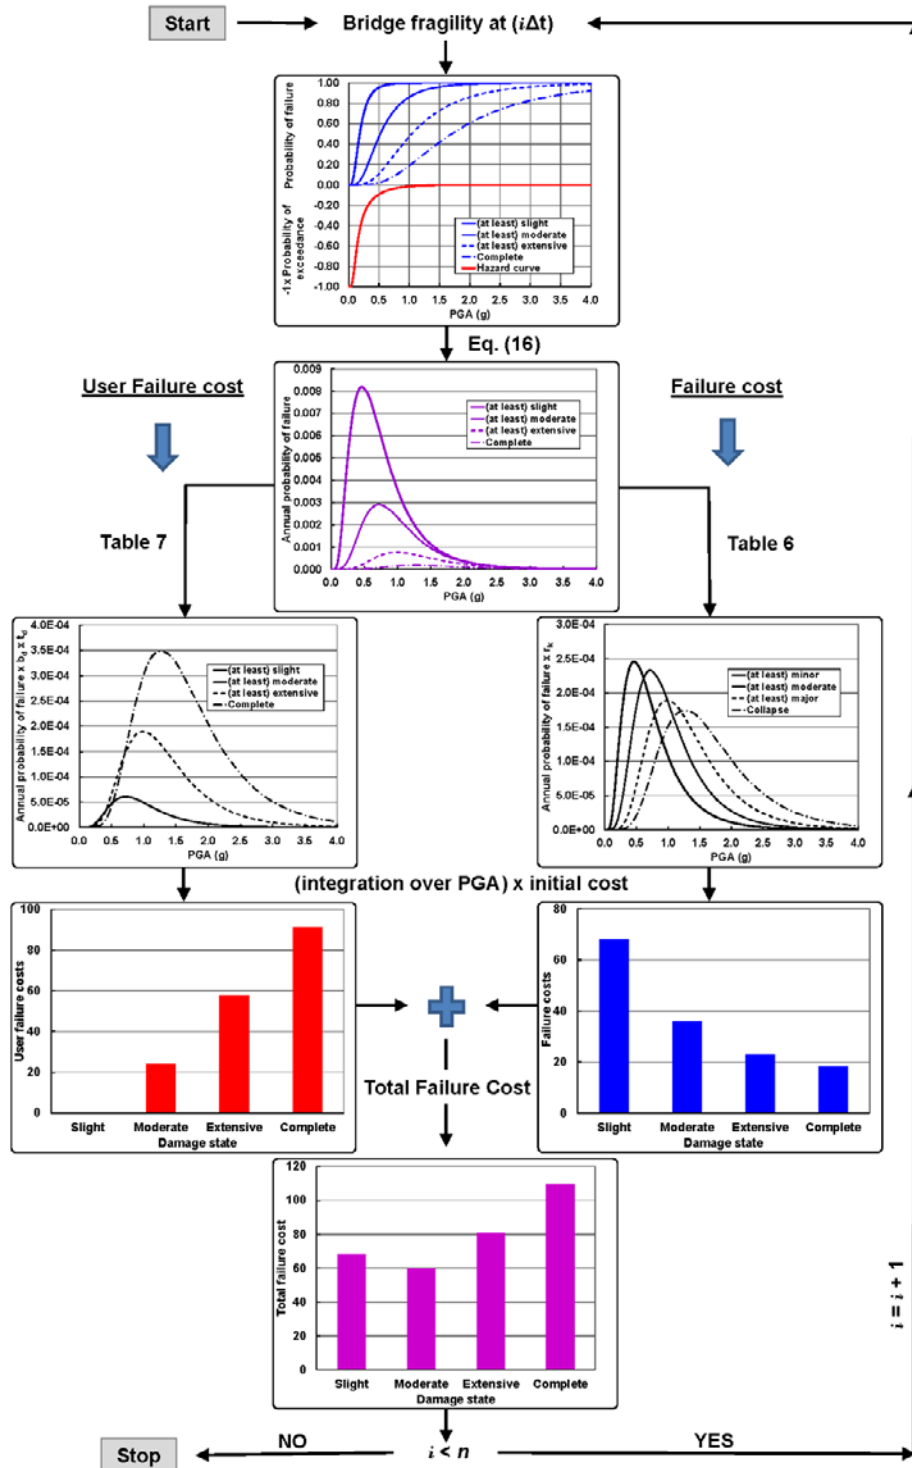 Start
Bridge fragility at (iΔt)
Probability of failure
-1x Probability of exceedance
1.00
0.80
0.60
0.40
0.20
0.00
-0.20
-0.40
-0.60
-0.80
-1.00
(at least) slight
(at least) moderate
(at least) extensive
Complete
Hazard curve
0.0 0.5 1.0 1.5 2.0 2.5 3.0 3.5 4.0
PGA (g)
Eq. (16)
User Failure cost
Failure cost
Annual probability of failure
0.009
0.008
0.007
0.006
0.005
0.004
0.003
0.002
0.001
0.000
(at least) slight
(at least) moderate
(at least) extensive
Complete
0.0 0.5 1.0 1.5 2.0 2.5 3.0 3.5 4.0
PGA (g)
Table 7
Table 6
Annual probability of failure x b_d x t_d
4.0E-04
3.5E-04
3.0E-04
2.5E-04
2.0E-04
1.5E-04
1.0E-04
5.0E-05
0.0E+00
(at least) slight
(at least) moderate
(at least) extensive
Complete
0.0 0.5 1.0 1.5 2.0 2.5 3.0 3.5 4.0
PGA (g)
Annual probability of failure x r_k
2.5E-04
2.0E-04
1.5E-04
1.0E-04
5.0E-05
0.0E+00
(at least) minor
(at least) moderate
(at least) major
Collapse
0.0 0.5 1.0 1.5 2.0 2.5 3.0 3.5 4.0
PGA (g)
(integration over PGA) x initial cost
User failure costs
100
80
60
40
20
0
Slight Moderate Extensive Complete
Damage state
Failure costs
80
60
40
20
0
Slight Moderate Extensive Complete
Damage state
Total Failure Cost
Total failure cost
120
100
80
60
40
20
0
Slight Moderate Extensive Complete
Damage state
i = i + 1
Stop
NO
i < n
YES